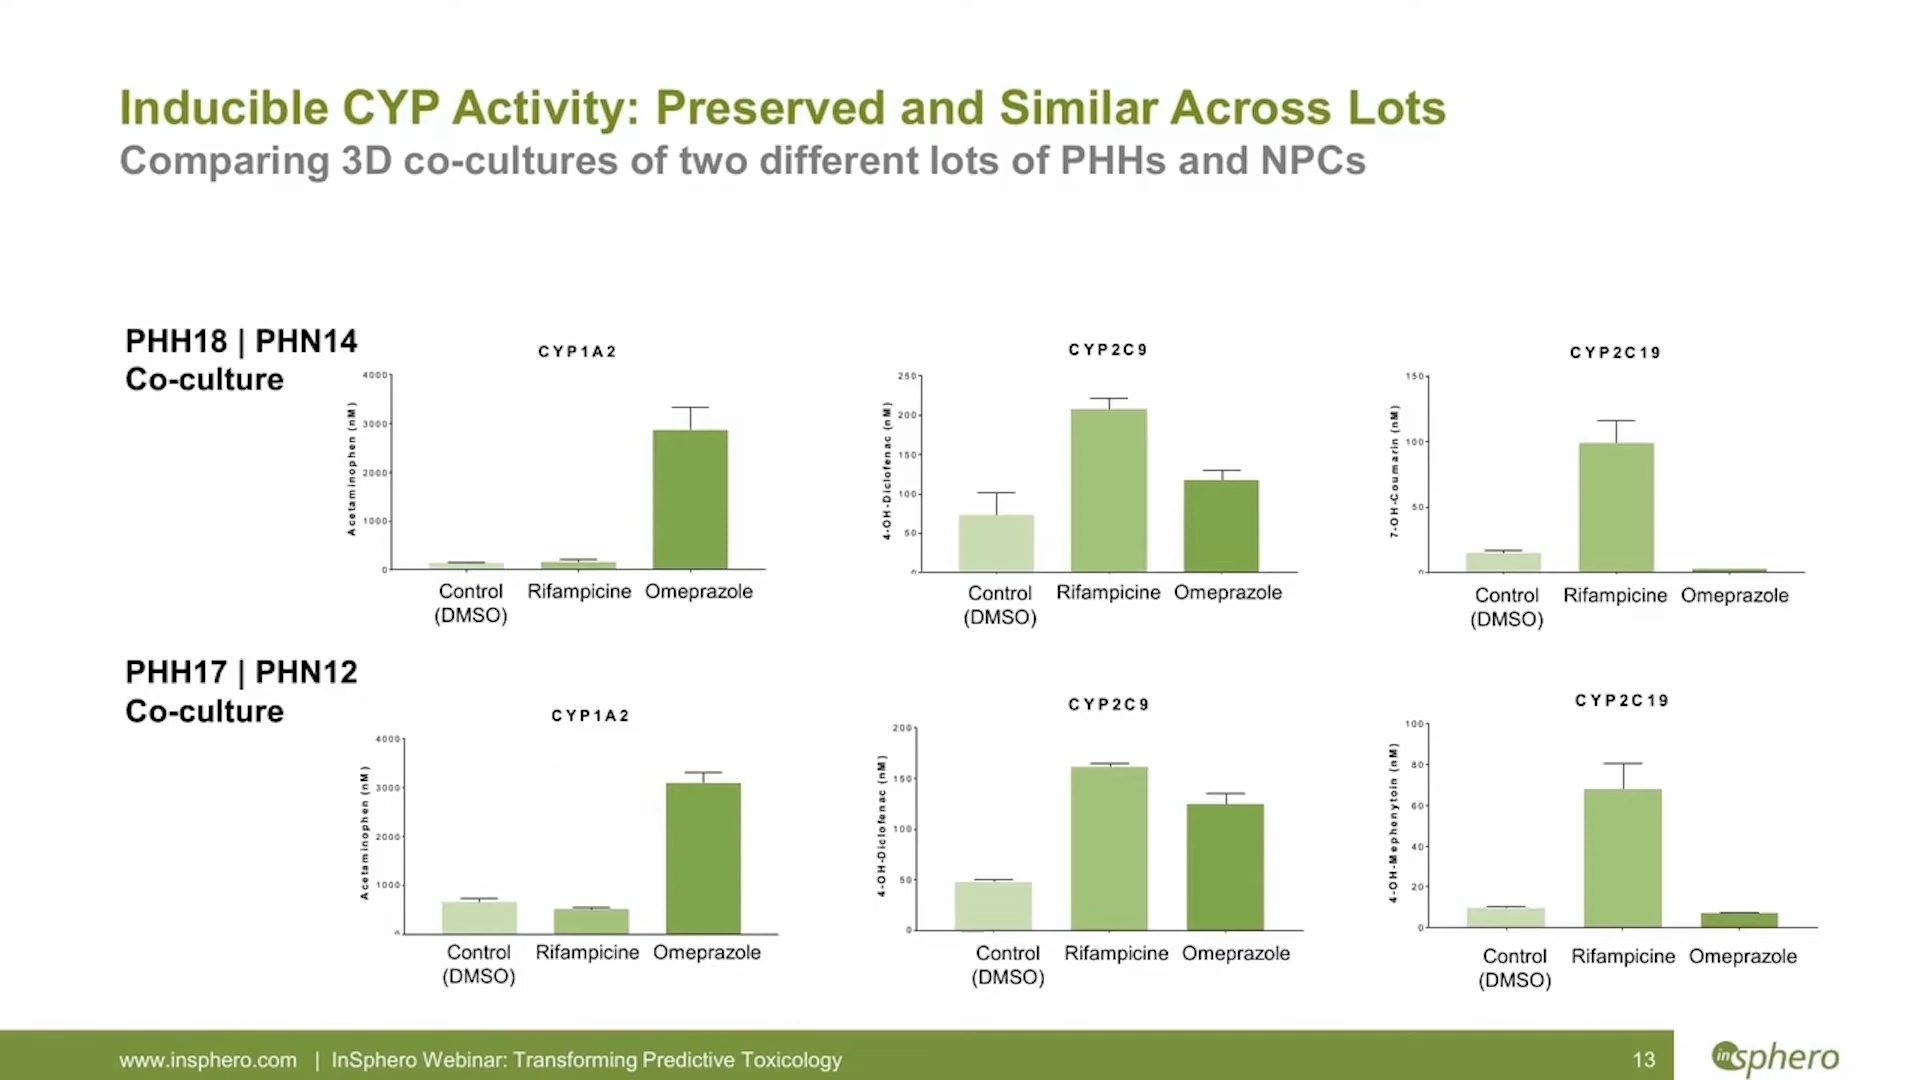 Inducible CYP Activity: Preserved and Similar Across Lots
Comparing 3D co-cultures of two different lots of PHHs and NPCs
PHH18 | PHN14
Co-culture
CYP1A2
Acetaminophen (nM)
4000
3000
2000
1000
0
Control
(DMSO)
Rifampicine
Omeprazole
CYP2C9
4-OH-Diclofenac (nM)
250
200
150
100
50
0
Control
(DMSO)
Rifampicine
Omeprazole
CYP2C19
7-OH-Coumarin (nM)
150
100
50
0
Control
(DMSO)
Rifampicine
Omeprazole
PHH17 | PHN12
Co-culture
CYP1A2
Acetaminophen (nM)
4000
3000
2000
1000
0
Control
(DMSO)
Rifampicine
Omeprazole
CYP2C9
4-OH-Diclofenac (nM)
200
150
100
50
0
Control
(DMSO)
Rifampicine
Omeprazole
CYP2C19
4-OH-Mephenytoin (nM)
100
80
60
40
20
0
Control
(DMSO)
Rifampicine
Omeprazole
www.insphero.com | InSphero Webinar: Transforming Predictive Toxicology
13
insphero